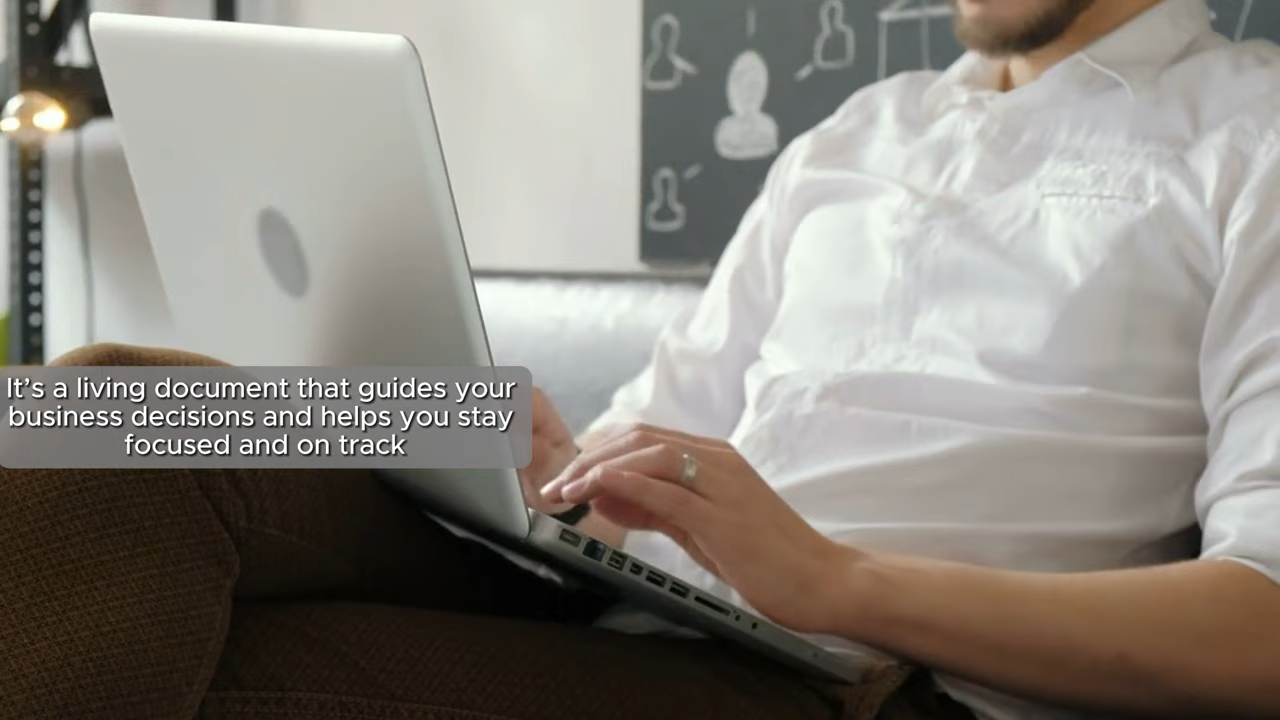 It's a living document that guides your
business decisions and helps you stay
focused and on track